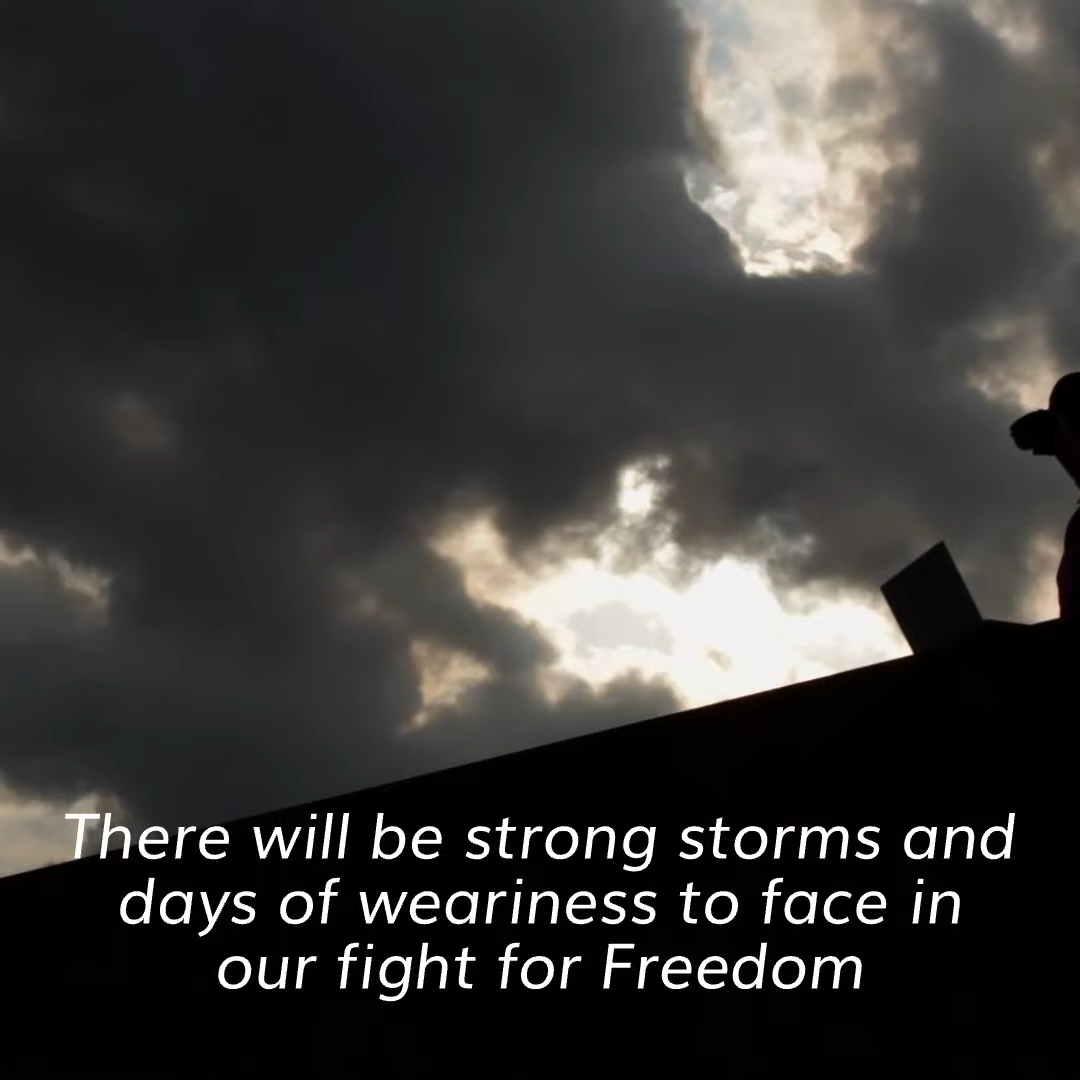 There will be strong storms and
days of weariness to face in
our fight for Freedom